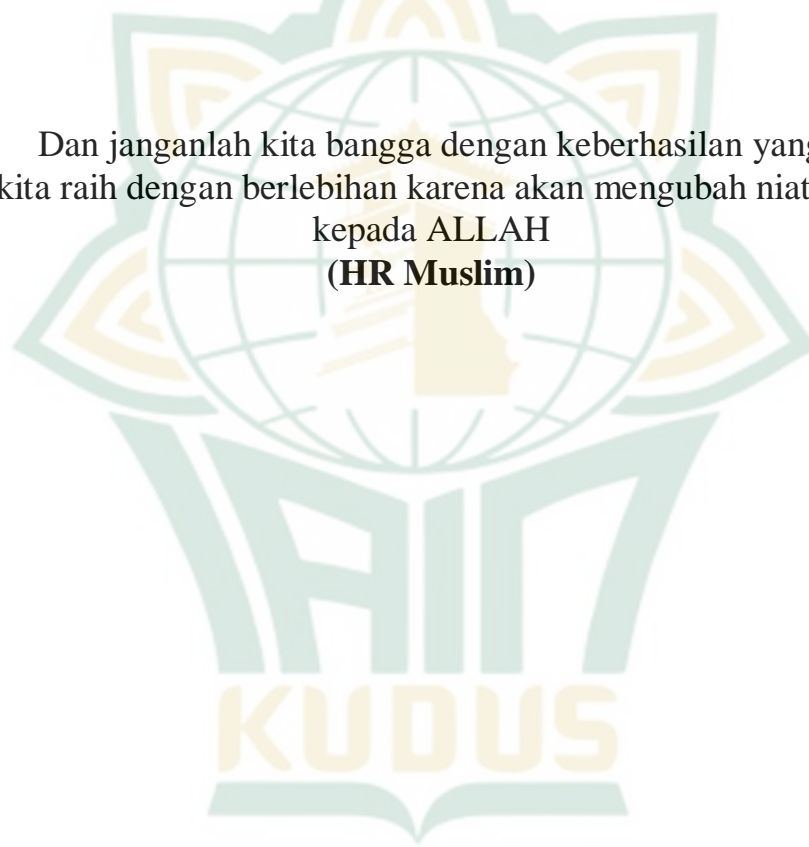 Dan janganlah kita bangga dengan keberhasilan yang
kita raih dengan berlebihan karena akan mengubah niat
kepada ALLAH
(HR Muslim)
IAIN
KUDUS